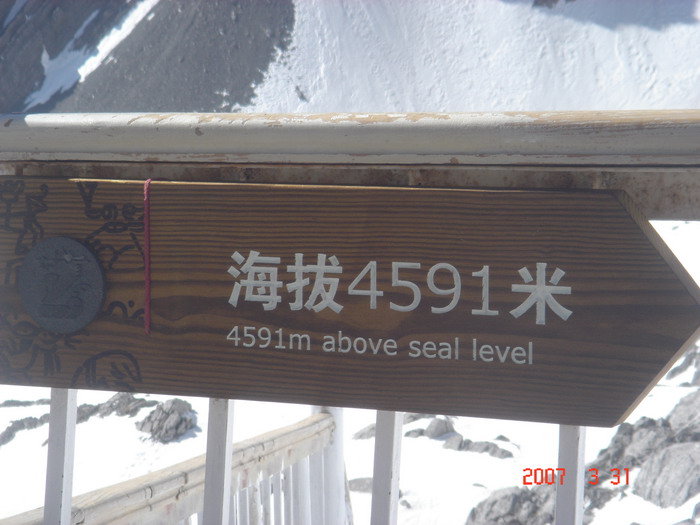 海拔4591米
4591m above seal level
2007 3 31